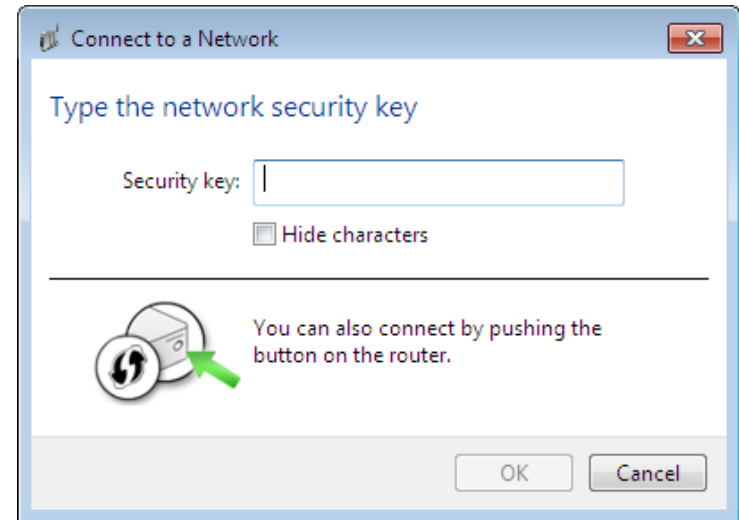 Connect to a Network
Type the network security key
Security key:
Hide characters
You can also connect by pushing the
button on the router.
OK
Cancel